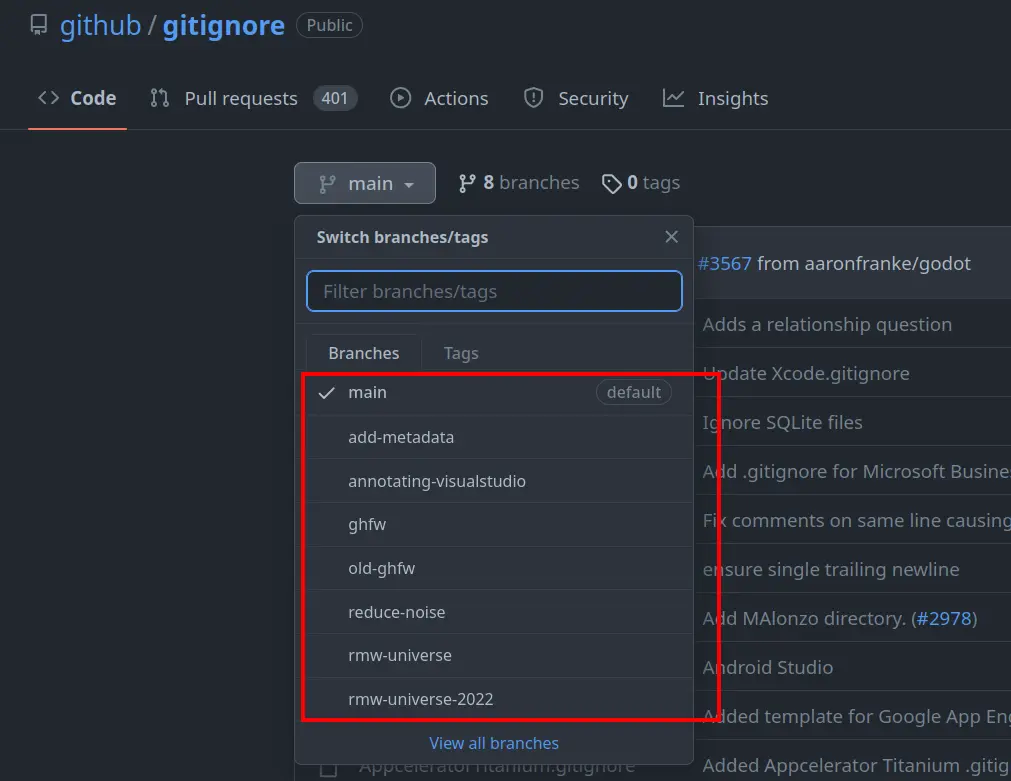 github / gitignore Public
Code Pull requests 401 Actions Security Insights
main 8 branches 0 tags
Switch branches/tags
#3567 from aaronfranke/godot
Filter branches/tags
Adds a relationship question
Branches Tags
Update Xcode.gitignore
main default
Ignore SQLite files
add-metadata
Add .gitignore for Microsoft Busine
annotating-visualstudio
ghfw
Fix comments on same line causing
old-ghfw
ensure single trailing newline
reduce-noise
Add MAlonzo directory. (#2978)
rmw-universe
Android Studio
rmw-universe-2022
Added template for Google App En
View all branches
Appcelerator Titanium.gitignore
Added Appcelerator Titanium .gitig